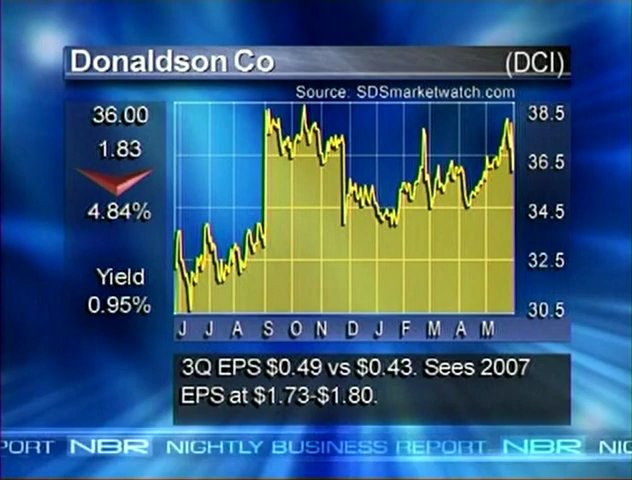 Donaldson Co (DCI)
Source: SDSmarketwatch.com
36.00
1.83
4.84%
Yield
0.95%
38.5
36.5
34.5
32.5
30.5
J J A S O N D J F M A M
3Q EPS $0.49 vs $0.43. Sees 2007
EPS at $1.73-$1.80.
PORT NBR NIGHTLY BUSINESS REPORT NBR NIG